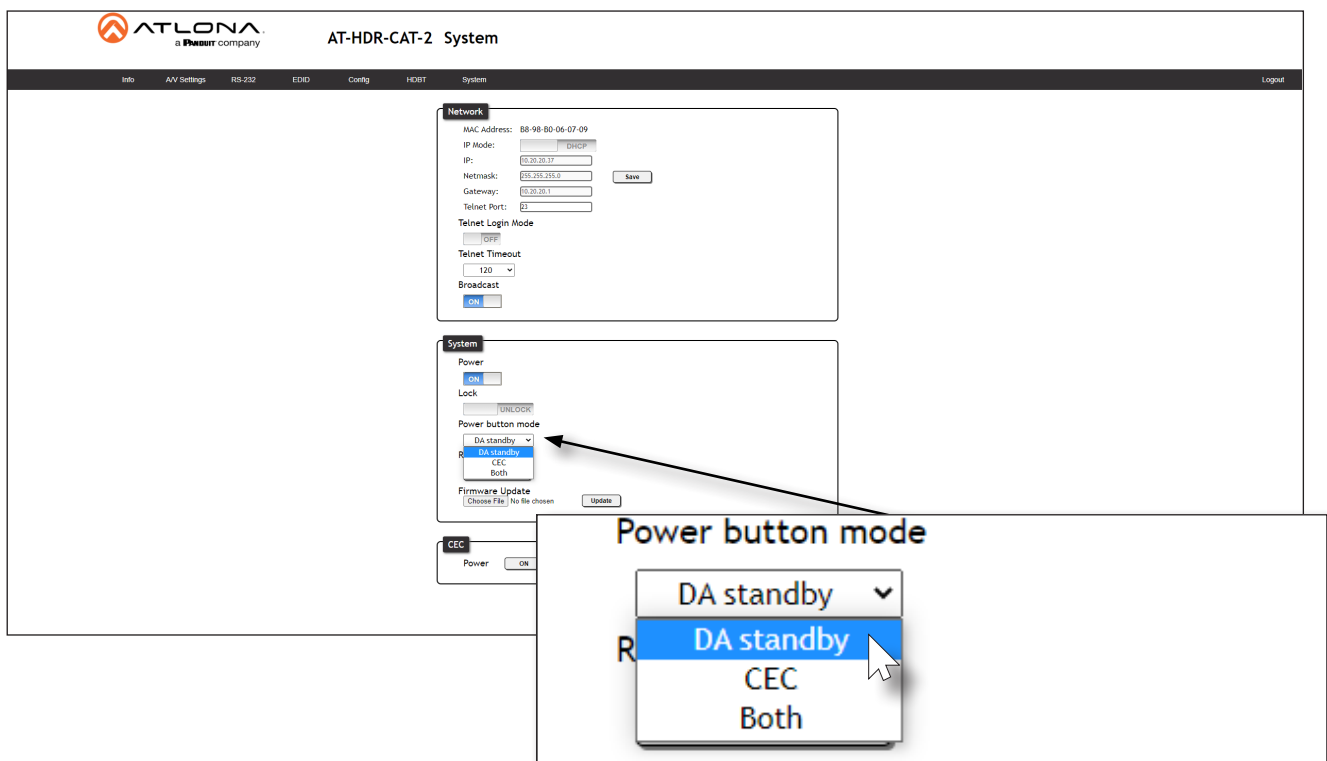 ATLONA.
a PANDUIT company
AT-HDR-CAT-2 System
Info A/V Settings RS-232 EDID Config HDBT System Logout
Network
MAC Address: B8-98-B0-06-07-09
IP Mode: DHCP
IP: 10.20.20.37
Netmask: 255.255.255.0 Save
Gateway: 10.20.20.1
Telnet Port: 23
Telnet Login Mode
OFF
Telnet Timeout
120
Broadcast
ON
System
Power
ON
Lock
UNLOCK
Power button mode
DA standby
R DA standby
CEC
Both
Firmware Update
Choose File No file chosen Update
CEC
Power ON
Power button mode
DA standby
R DA standby
CEC
Both